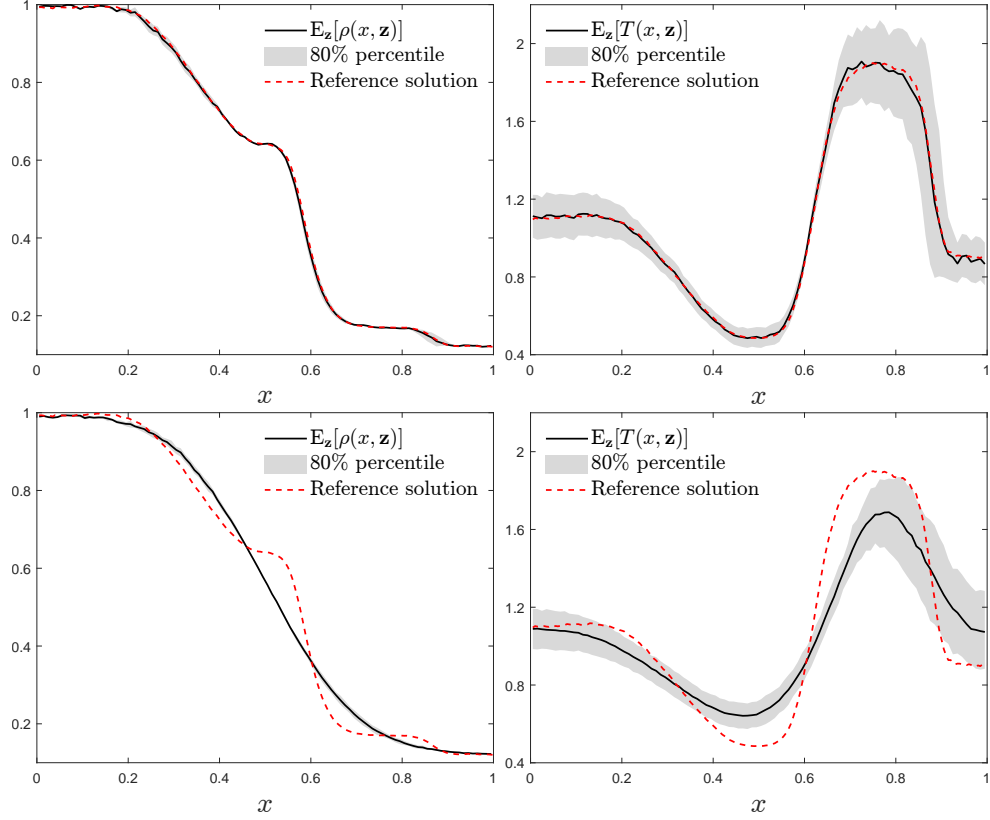 E_z[ρ(x, z)]
80% percentile
Reference solution
1
0.8
0.6
0.4
0.2
0 0.2 0.4 0.6 0.8 1
x
E_z[T(x, z)]
80% percentile
Reference solution
2
1.6
1.2
0.8
0.4
0 0.2 0.4 0.6 0.8 1
x
E_z[ρ(x, z)]
80% percentile
Reference solution
1
0.8
0.6
0.4
0.2
0 0.2 0.4 0.6 0.8 1
x
E_z[T(x, z)]
80% percentile
Reference solution
2
1.6
1.2
0.8
0.4
0 0.2 0.4 0.6 0.8 1
x